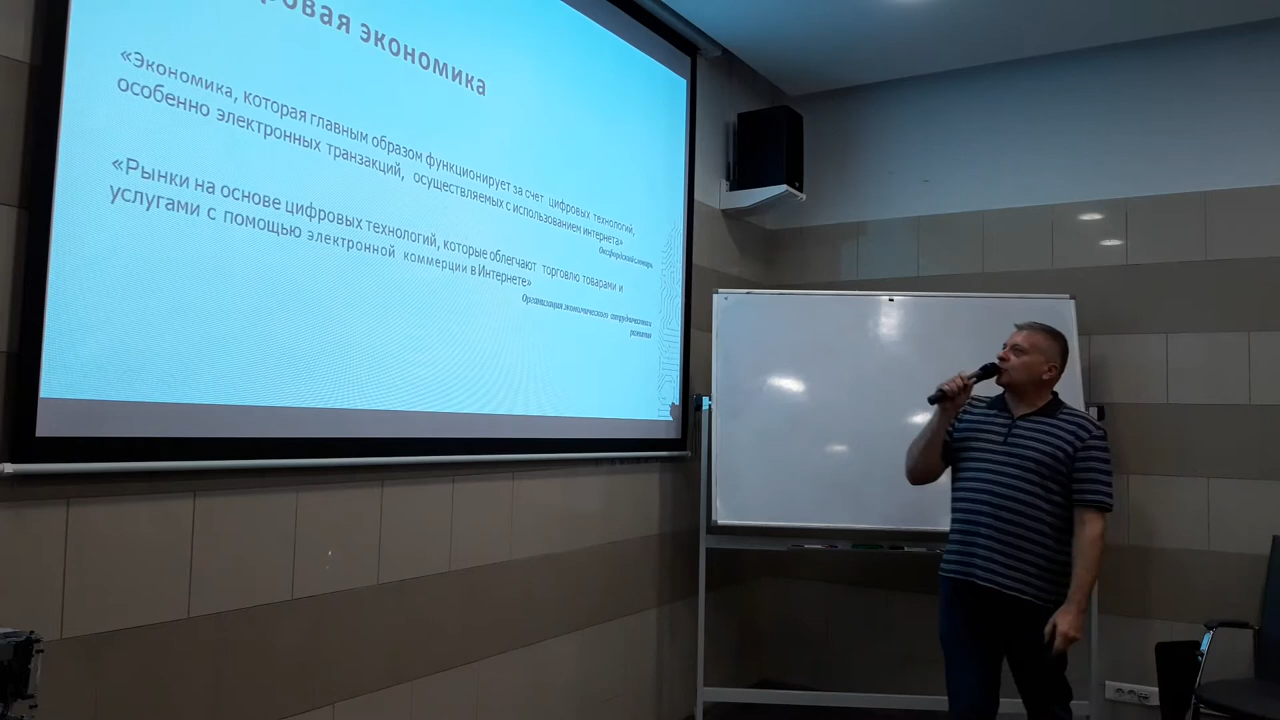 ровая экономика
«Экономика, которая главным образом функционирует за счет цифровых технологий,
особенно электронных транзакций, осуществляемых с использованием интернета»
Оксфордский словарь
«Рынки на основе цифровых технологий, которые облегчают торговлю товарами и
услугами с помощью электронной коммерции в Интернете»
Организация экономического сотрудничества и
развития